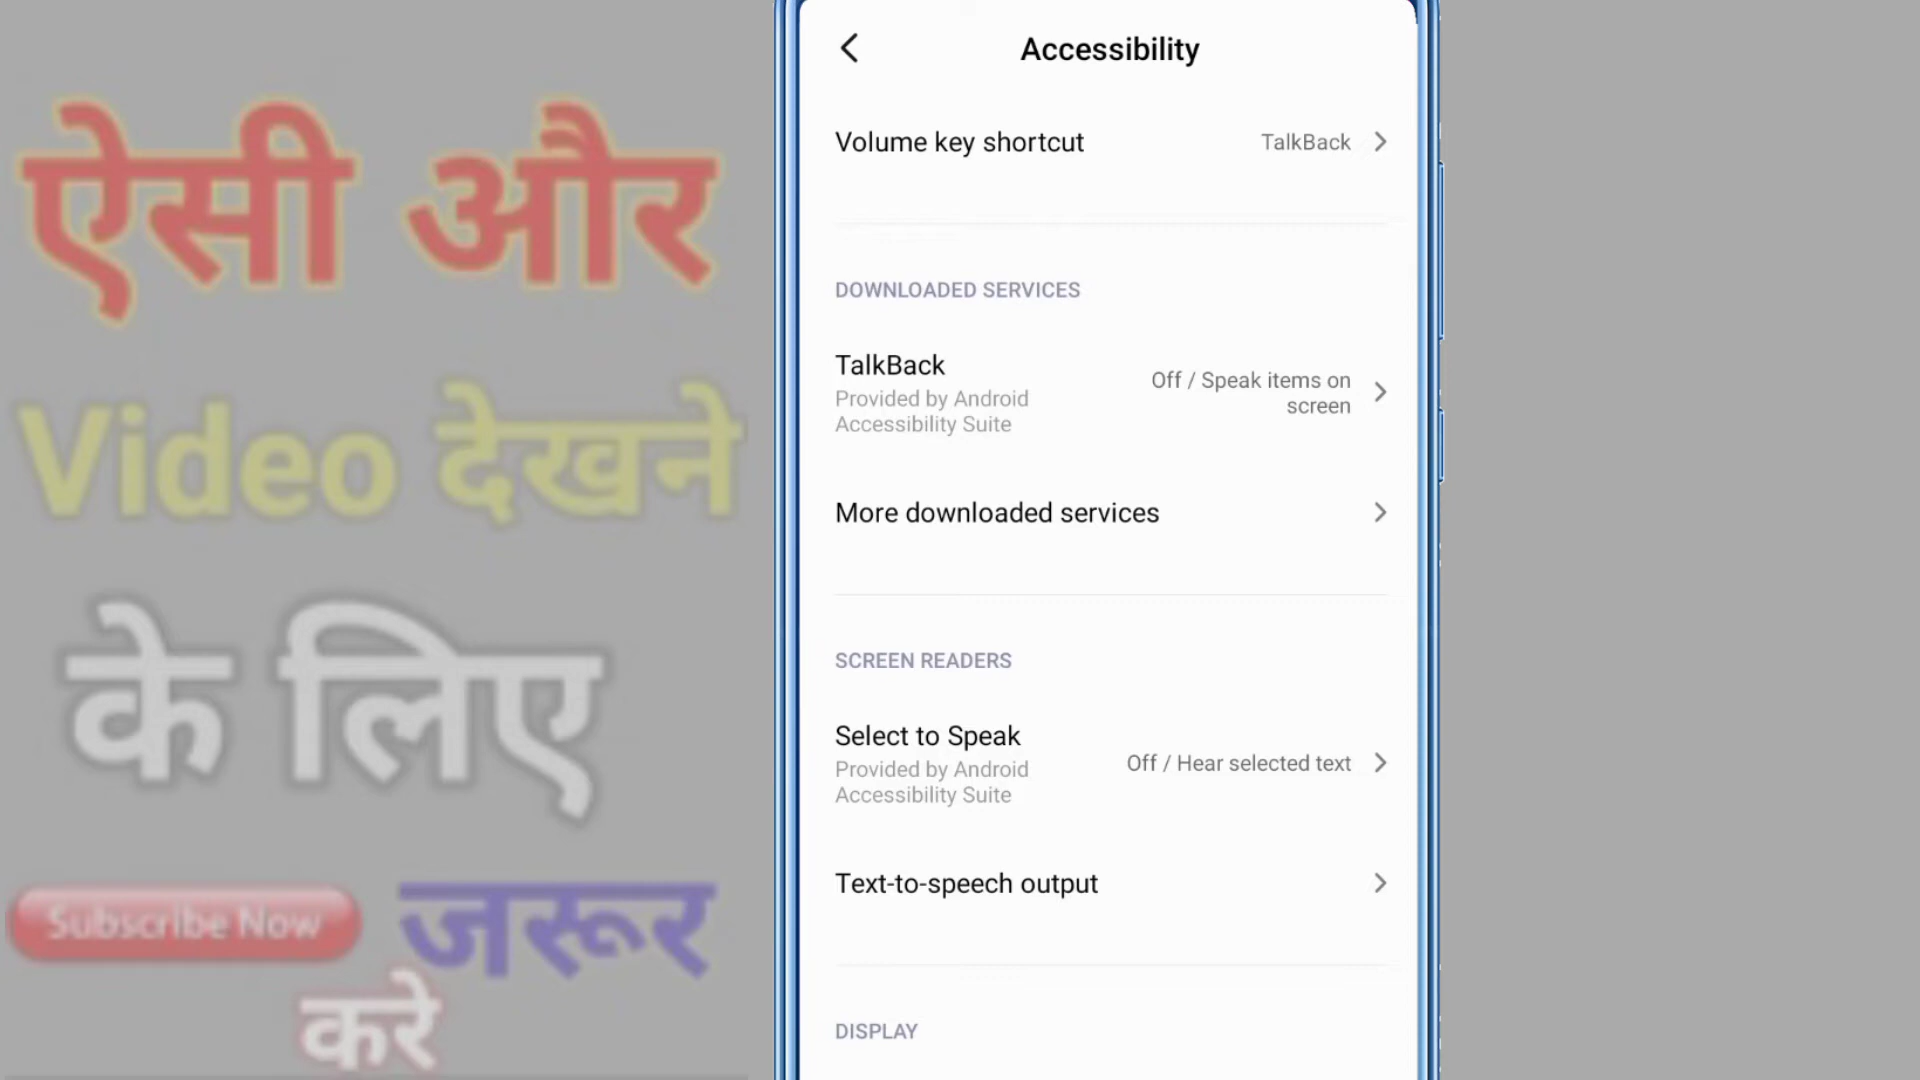 ऐसी और
Video देखने
के लिए
Subscribe Now जरूर
करे
Accessibility
Volume key shortcut TalkBack
DOWNLOADED SERVICES
TalkBack
Provided by Android
Accessibility Suite
Off / Speak items on
screen
More downloaded services
SCREEN READERS
Select to Speak
Provided by Android
Accessibility Suite
Off / Hear selected text
Text-to-speech output
DISPLAY